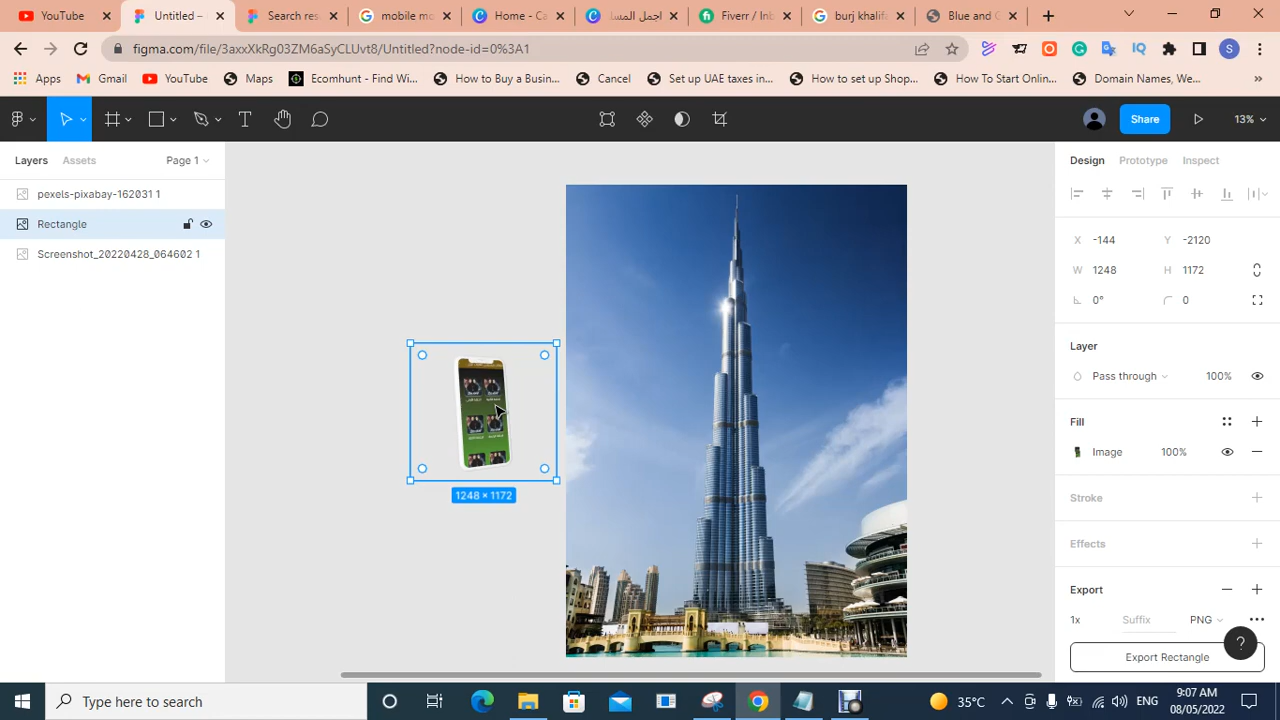 YouTube
Untitled –
Search res
mobile mo
Home - Ca
اجمل المسا
Fiverr / Inb
burj khalifa
Blue and G
figma.com/file/3axxXkRg03ZM6aSyCLUvt8/Untitled?node-id=0%3A1
S
Apps
Gmail
YouTube
Maps
Ecomhunt - Find Wi...
How to Buy a Busin...
Cancel
Set up UAE taxes in...
How to set up Shop...
How To Start Onlin...
Domain Names, We...
»
Share
13%
Layers Assets Page 1
Design Prototype Inspect
pexels-pixabay-162031 1
Rectangle
Screenshot_20220428_064602 1
X -144 Y -2120
W 1248 H 1172
0° 0
Layer
Pass through 100%
Fill
Image 100%
Stroke
Effects
Export
1x Suffix PNG
Export Rectangle
?
1248 × 1172
Type here to search
35°C
ENG
9:07 AM
08/05/2022